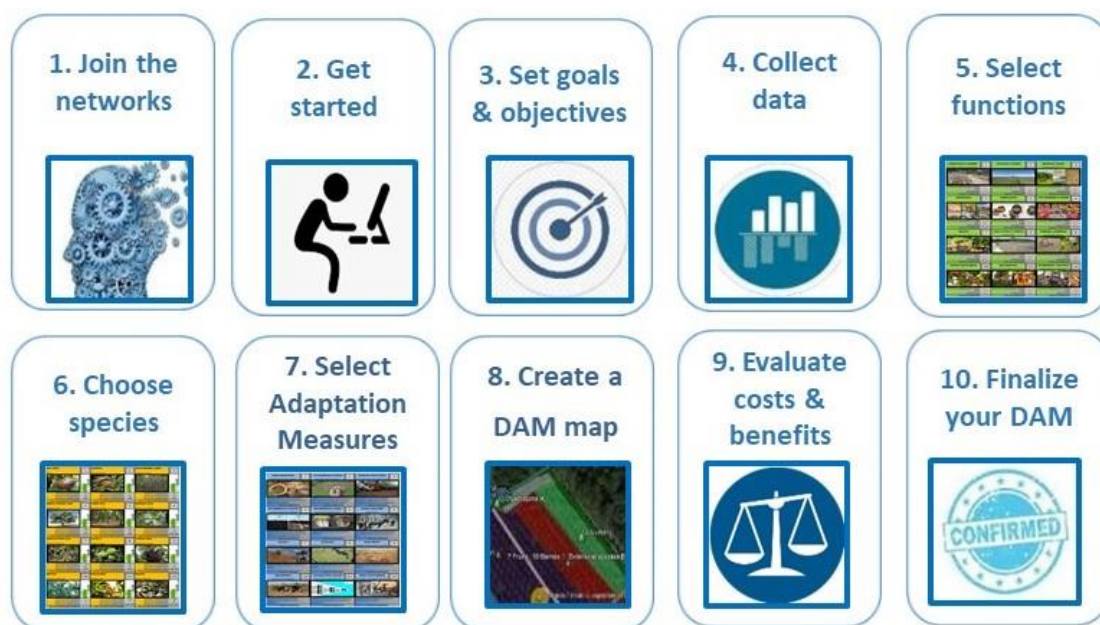 1. Join the
networks
2. Get
started
3. Set goals
& objectives
4. Collect
data
5. Select
functions
6. Choose
species
7. Select
Adaptation
Measures
8. Create a
DAM map
9. Evaluate
costs &
benefits
10. Finalize
your DAM
CONFIRMED